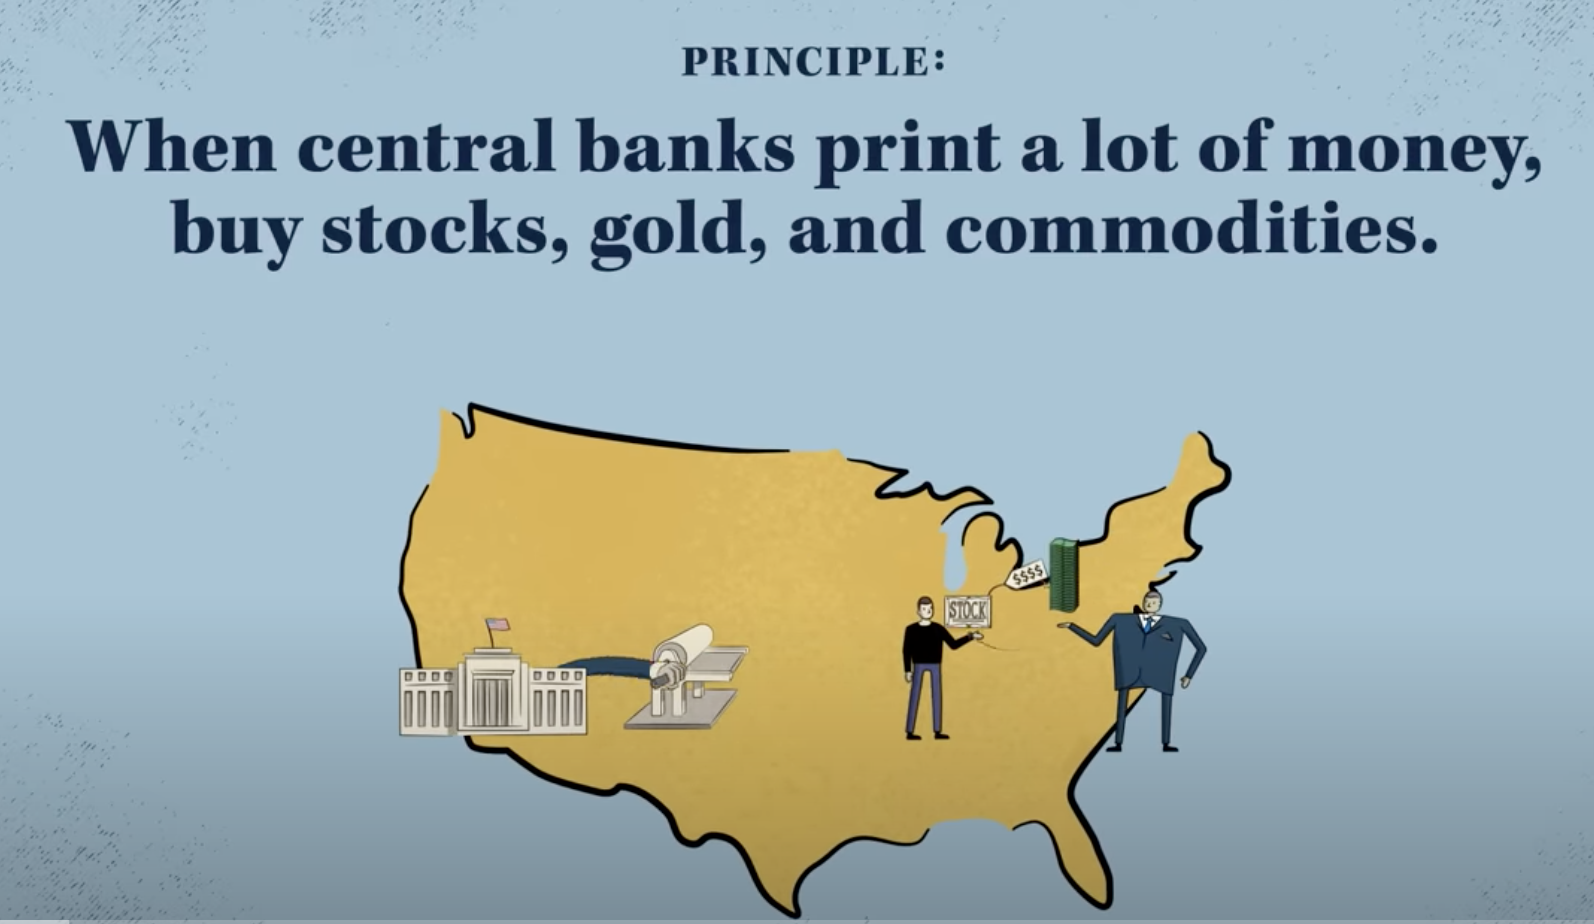 PRINCIPLE:
When central banks print a lot of money,
buy stocks, gold, and commodities.
$$$$
STOCK